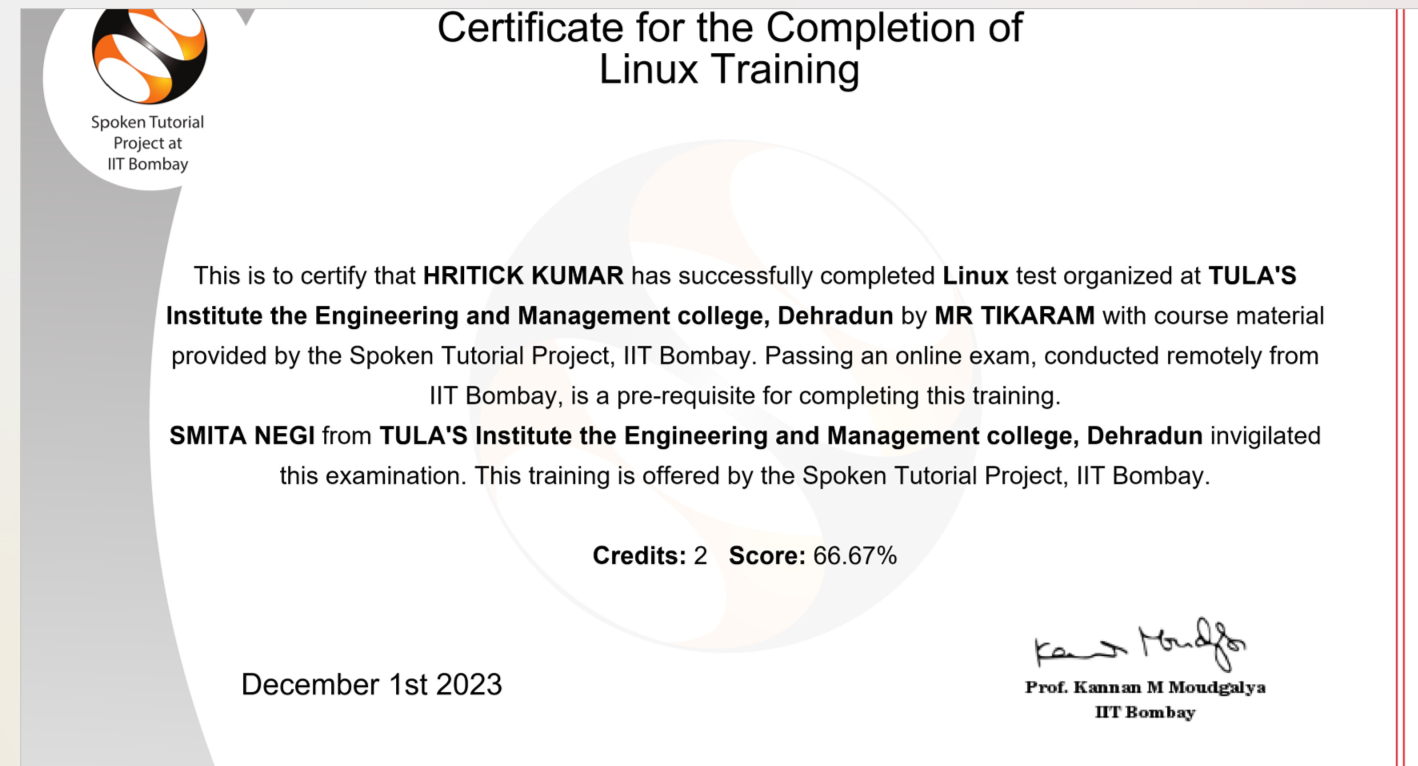 Certificate for the Completion of
Linux Training
Spoken Tutorial
Project at
IIT Bombay
This is to certify that HRITICK KUMAR has successfully completed Linux test organized at TULA'S
Institute the Engineering and Management college, Dehradun by MR TIKARAM with course material
provided by the Spoken Tutorial Project, IIT Bombay. Passing an online exam, conducted remotely from
IIT Bombay, is a pre-requisite for completing this training.
SMITA NEGI from TULA'S Institute the Engineering and Management college, Dehradun invigilated
this examination. This training is offered by the Spoken Tutorial Project, IIT Bombay.
Credits: 2 Score: 66.67%
December 1st 2023
Prof. Kannan M Moudgalya
IIT Bombay